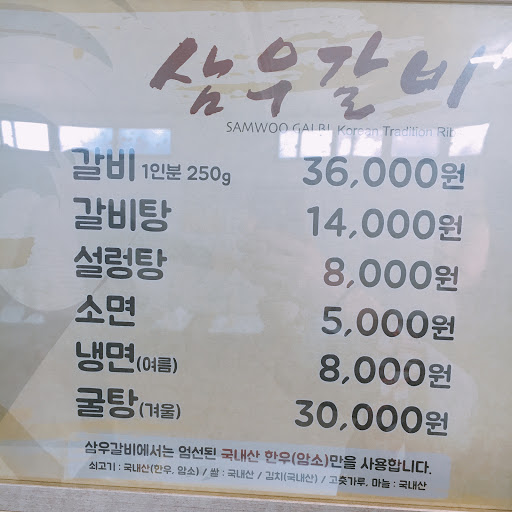 삼우갈비
SAMWOO GALBI Korean Tradition Rib
갈비 1인분 250g 36,000원
갈비탕 14,000원
설렁탕 8,000원
소면 5,000원
냉면(여름) 8,000원
굴탕(겨울) 30,000원
삼우갈비에서는 엄선된 국내산 한우(암소)만을 사용합니다.
쇠고기 : 국내산(한우, 암소) / 쌀 : 국내산 / 김치(국내산) / 고춧가루, 마늘 : 국내산